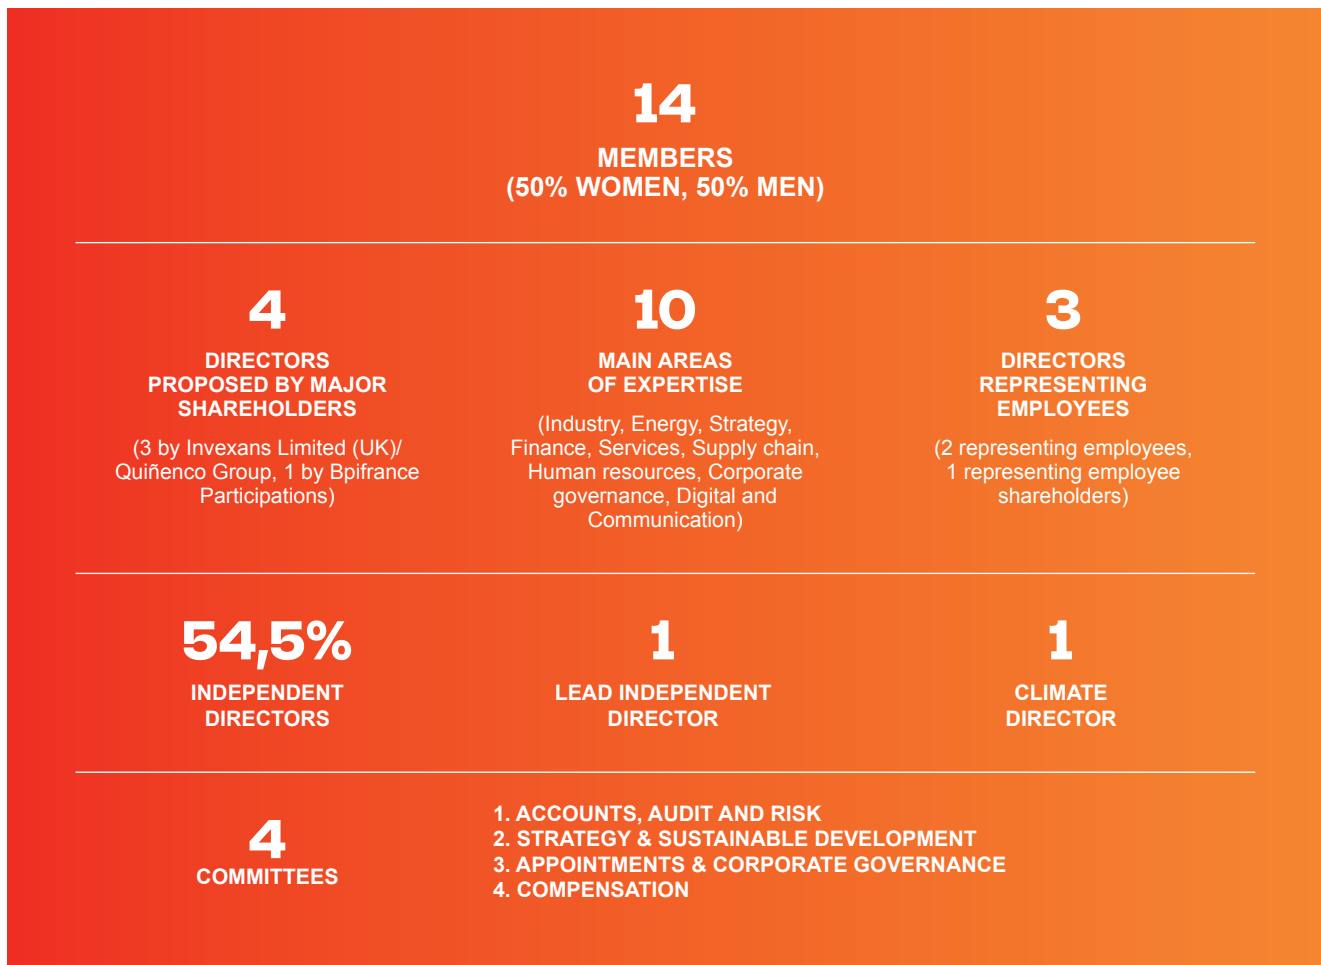 14
MEMBERS
(50% WOMEN, 50% MEN)
4
DIRECTORS
PROPOSED BY MAJOR
SHAREHOLDERS
(3 by Invexans Limited (UK)/
Quiñenco Group, 1 by Bpifrance
Participations)
10
MAIN AREAS
OF EXPERTISE
(Industry, Energy, Strategy,
Finance, Services, Supply chain,
Human resources, Corporate
governance, Digital and
Communication)
3
DIRECTORS
REPRESENTING
EMPLOYEES
(2 representing employees,
1 representing employee
shareholders)
54,5%
INDEPENDENT
DIRECTORS
1
LEAD INDEPENDENT
DIRECTOR
1
CLIMATE
DIRECTOR
4
COMMITTEES
1. ACCOUNTS, AUDIT AND RISK
2. STRATEGY & SUSTAINABLE DEVELOPMENT
3. APPOINTMENTS & CORPORATE GOVERNANCE
4. COMPENSATION